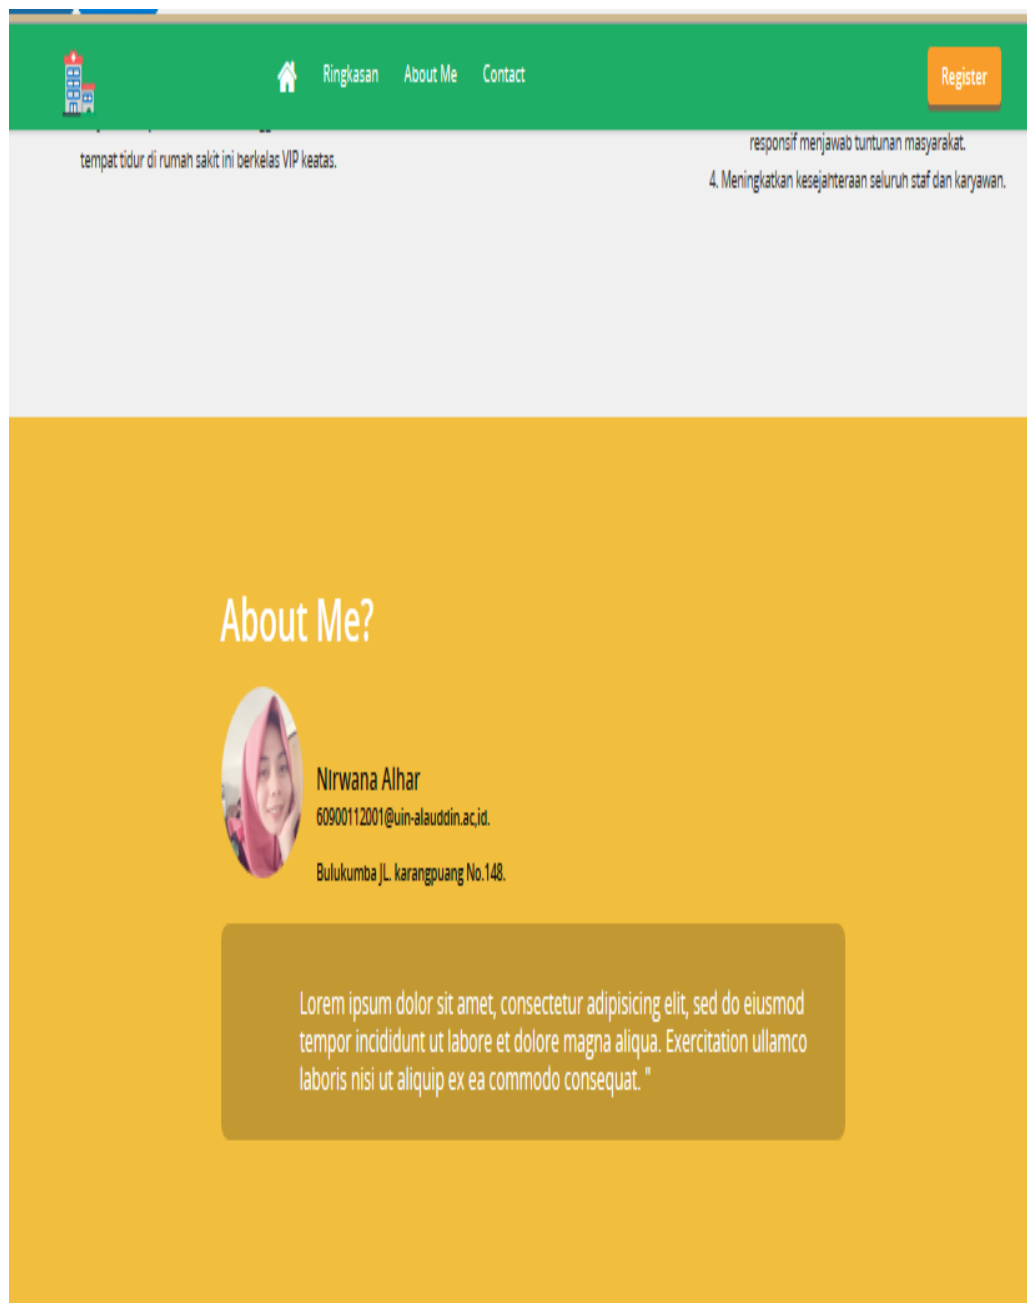 Ringkasan About Me Contact
Register
tempat tidur di rumah sakit ini berkelas VIP keatas.
responsif menjawab tuntunan masyarakat.
4. Meningkatkan kesejahteraan seluruh staf dan karyawan.
About Me?
Nirwana Alhar
60900112001@uin-alauddin.ac,id.
Bulukumba JL. karangpuang No.148.
Lorem ipsum dolor sit amet, consectetur adipisicing elit, sed do eiusmod
tempor incididunt ut labore et dolore magna aliqua. Exercitation ullamco
laboris nisi ut aliquip ex ea commodo consequat. "